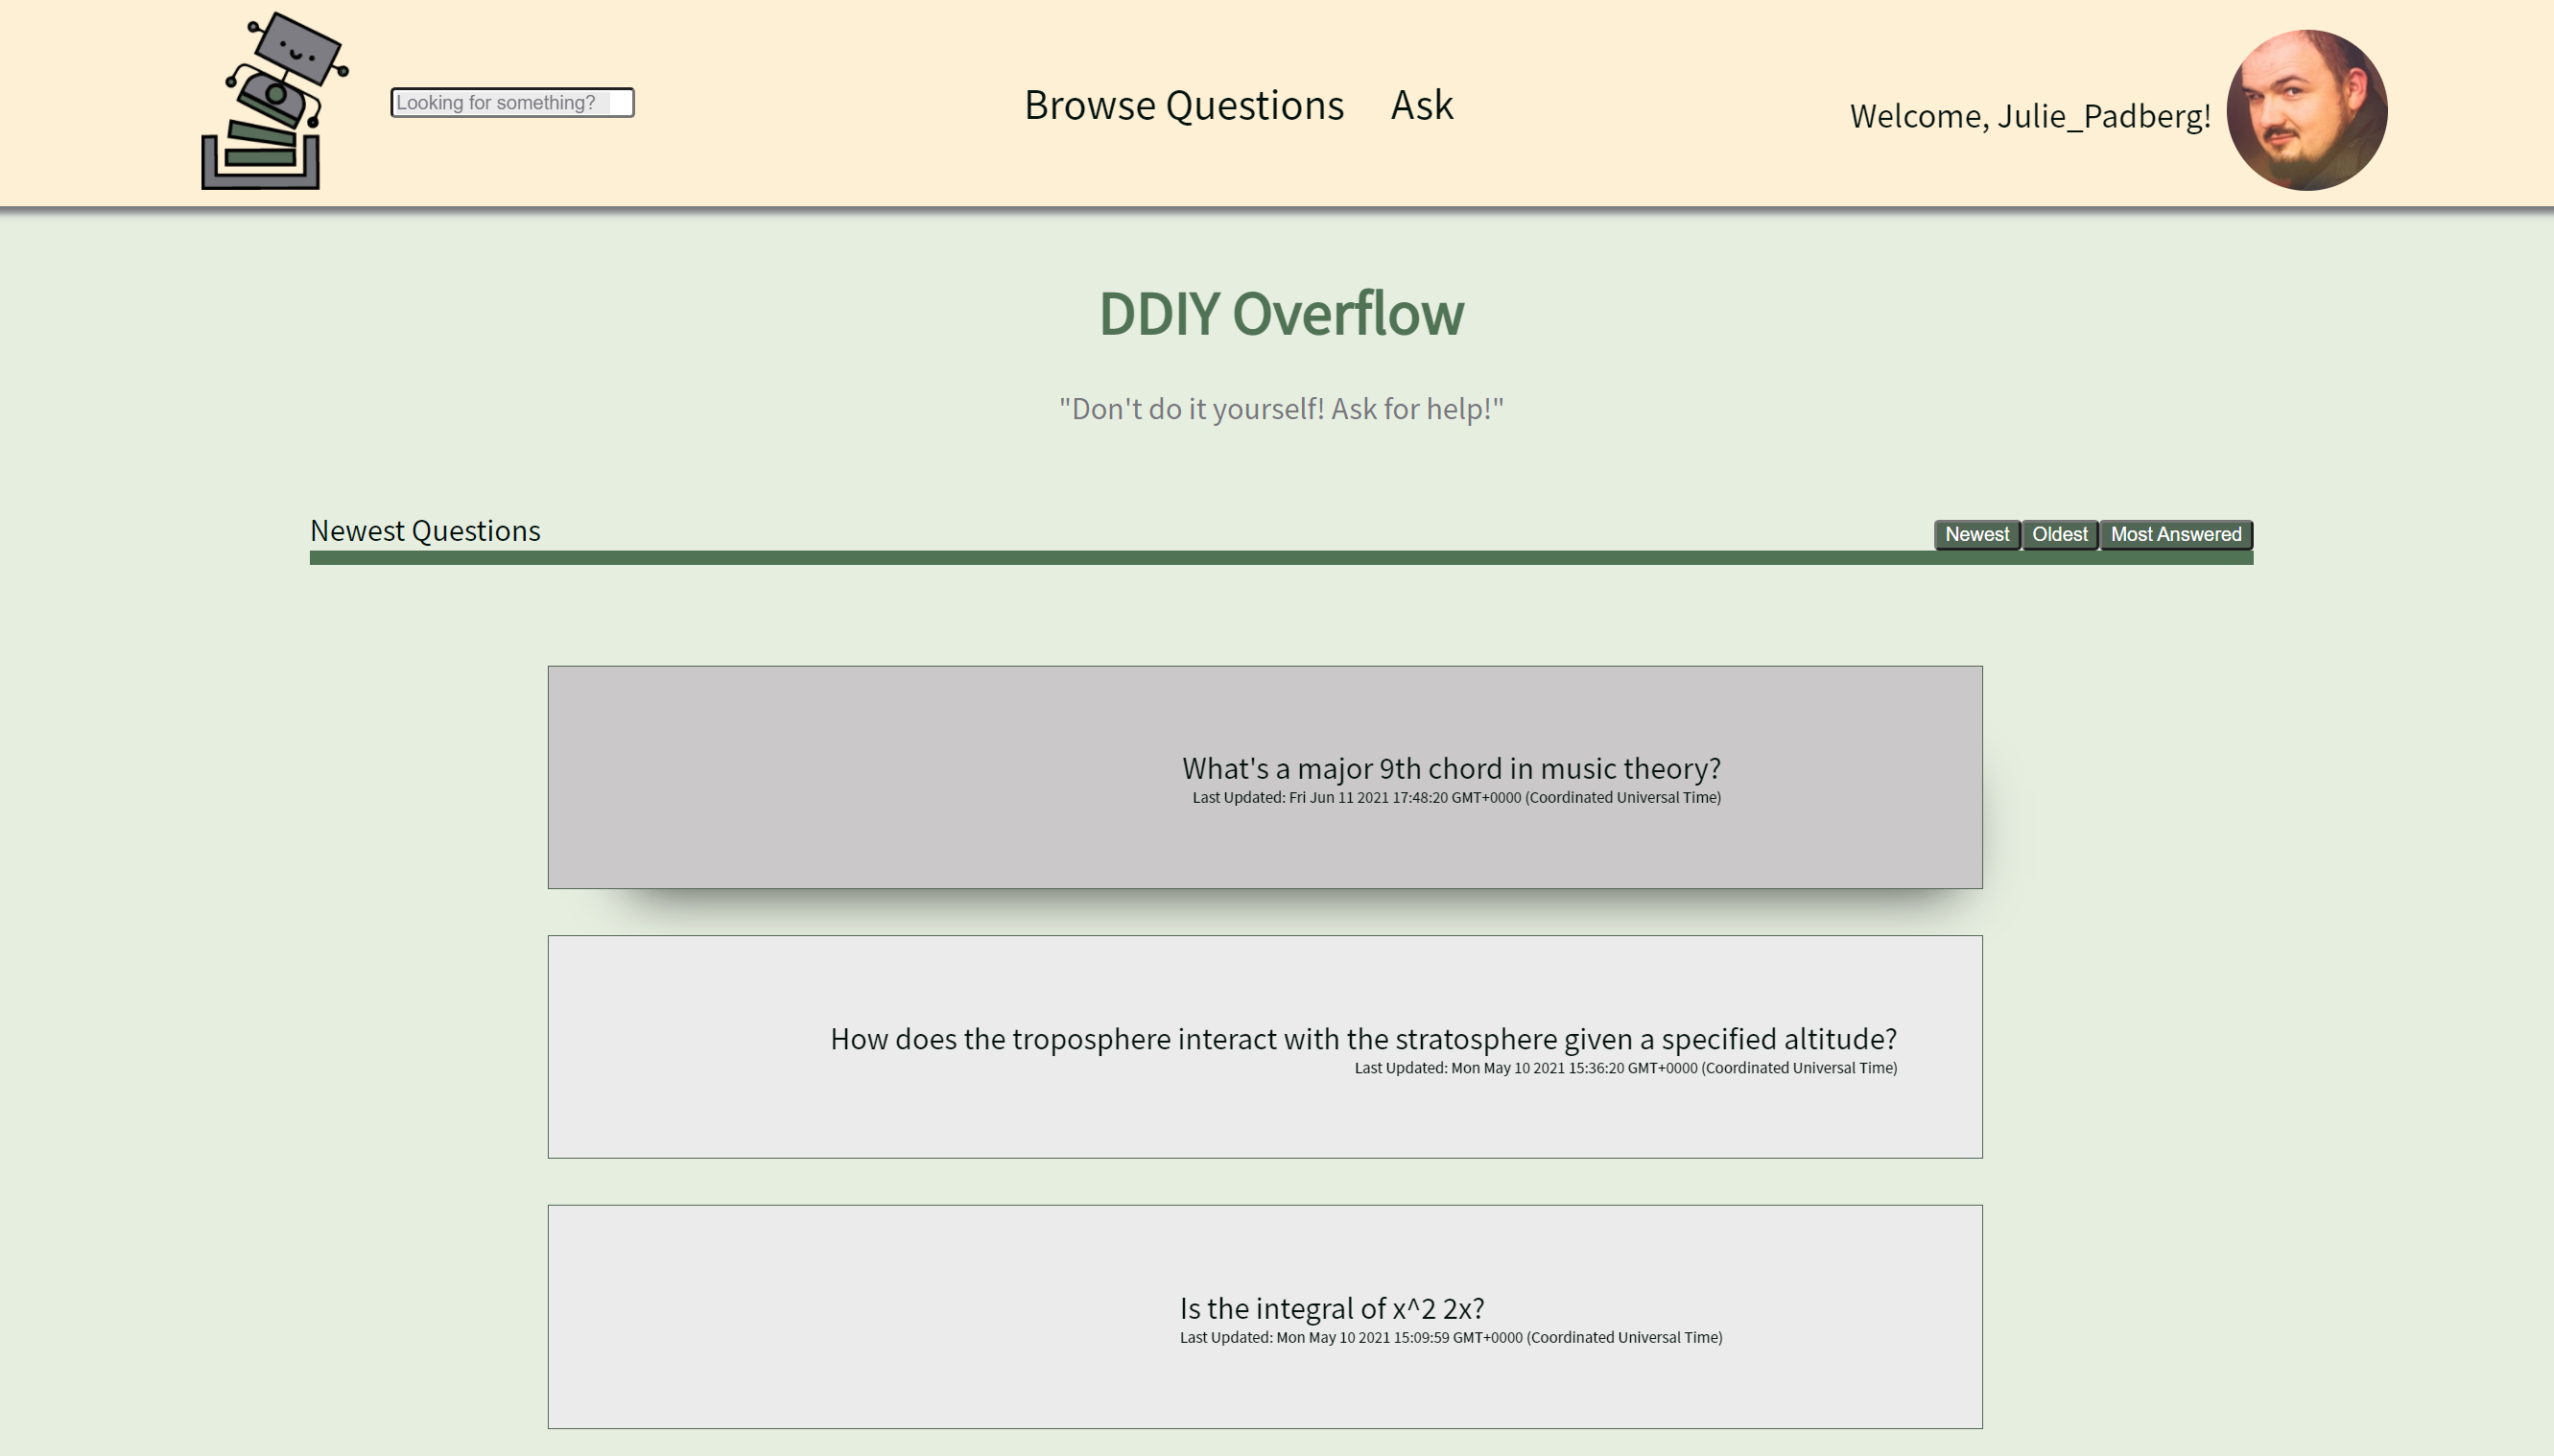 Looking for something?
Browse Questions
Ask
Welcome, Julie_Padberg!
DDIY Overflow
"Don't do it yourself! Ask for help!"
Newest Questions
Newest
Oldest
Most Answered
What's a major 9th chord in music theory?
Last Updated: Fri Jun 11 2021 17:48:20 GMT+0000 (Coordinated Universal Time)
How does the troposphere interact with the stratosphere given a specified altitude?
Last Updated: Mon May 10 2021 15:36:20 GMT+0000 (Coordinated Universal Time)
Is the integral of x^2 2x?
Last Updated: Mon May 10 2021 15:09:59 GMT+0000 (Coordinated Universal Time)